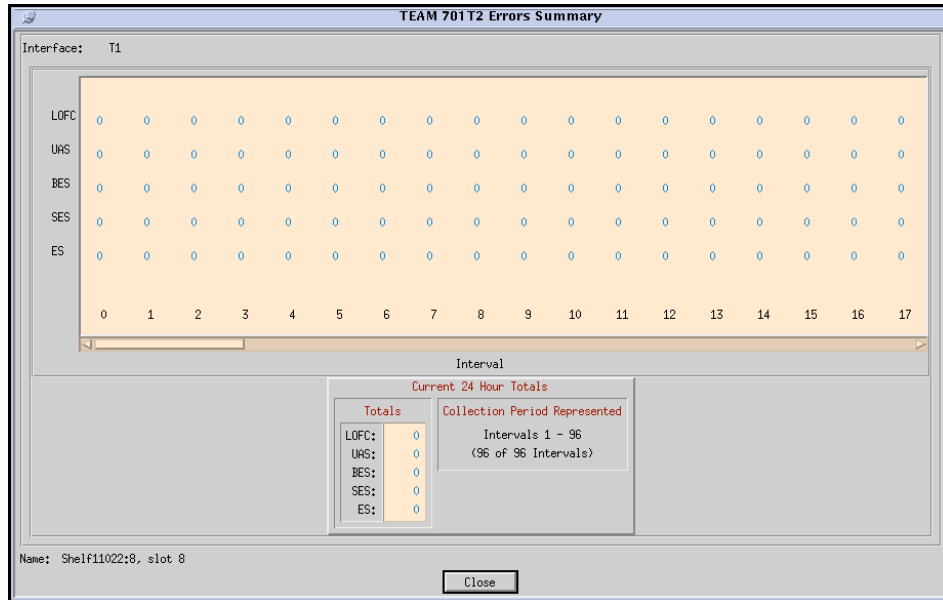 TEAM 701T2 Errors Summary
Interface: T1
LOFC 0 0 0 0 0 0 0 0 0 0 0 0 0 0 0 0 0 0
UAS 0 0 0 0 0 0 0 0 0 0 0 0 0 0 0 0 0 0
BES 0 0 0 0 0 0 0 0 0 0 0 0 0 0 0 0 0 0
SES 0 0 0 0 0 0 0 0 0 0 0 0 0 0 0 0 0 0
ES 0 0 0 0 0 0 0 0 0 0 0 0 0 0 0 0 0 0
0 1 2 3 4 5 6 7 8 9 10 11 12 13 14 15 16 17
Interval
Current 24 Hour Totals
Totals
LOFC: 0
UAS: 0
BES: 0
SES: 0
ES: 0
Collection Period Represented
Intervals 1 - 96
(96 of 96 Intervals)
Name: Shelf11022:8, slot 8
Close